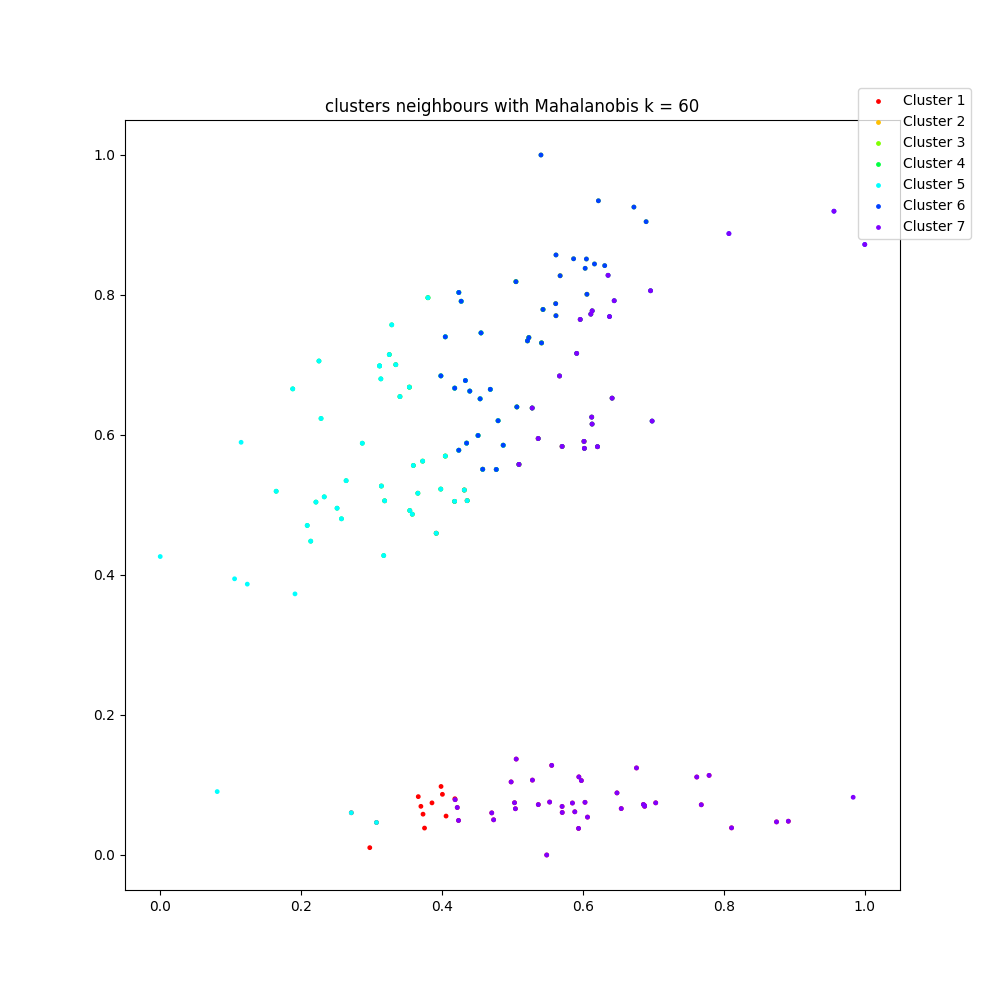 clusters neighbours with Mahalanobis k = 60
Cluster 1
Cluster 2
Cluster 3
Cluster 4
Cluster 5
Cluster 6
Cluster 7
1.0
0.8
0.6
0.4
0.2
0.0
0.0 0.2 0.4 0.6 0.8 1.0